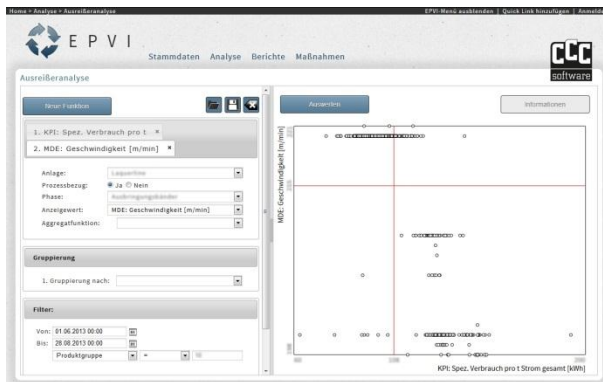 Home > Analyse > Ausreißeranalyse
EPVI-Menü ausblenden | Quick Link hinzufügen | Anmelde
EPVI
Stammdaten Analyse Berichte Maßnahmen
CCC
software
Ausreißeranalyse
Neue Funktion
Auswerten
Informationen
1. KPI: Spez. Verbrauch pro t
2. MDE: Geschwindigkeit [m/min]
Anlage:
Prozessbezug: Ja Nein
Phase:
Anzeigewert: MDE: Geschwindigkeit [m/min]
Aggregatfunktion:
Gruppierung
1. Gruppierung nach:
Filter:
Von: 01.06.2013 00:00
Bis: 28.08.2013 00:00
Produktgruppe =
MDE: Geschwindigkeit [m/min]
KPI: Spez. Verbrauch pro t Strom gesamt [kWh]